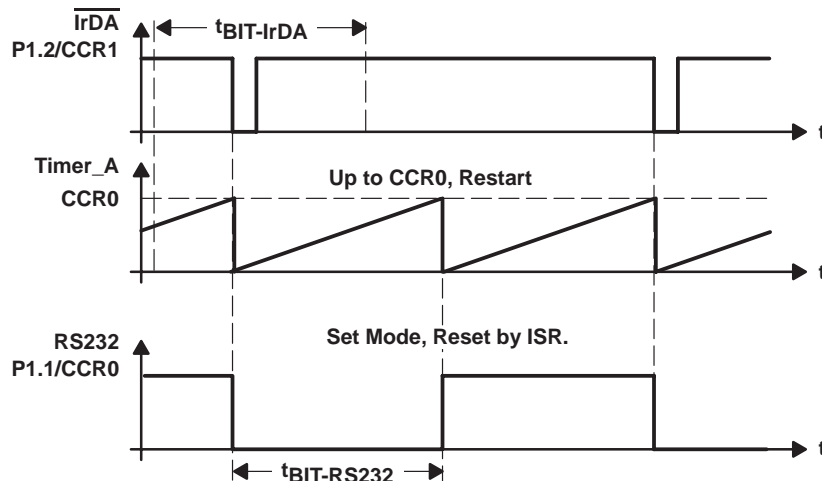 IrDA
P1.2/CCR1
tBIT-IrDA
t
Timer_A
CCR0
Up to CCR0, Restart
t
RS232
P1.1/CCR0
Set Mode, Reset by ISR.
t
tBIT-RS232